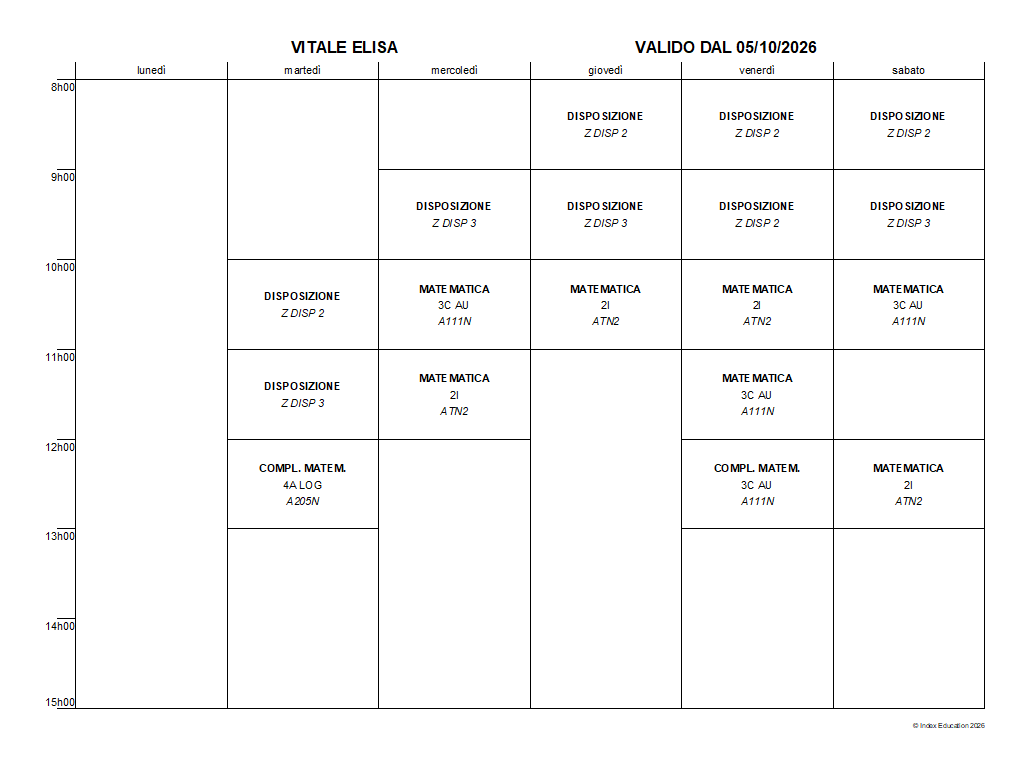 VITALE ELISA VALIDO DAL 05/10/2026
lunedì martedì mercoledì giovedì venerdì sabato
8h00
DISPOSIZIONE DISPOSIZIONE DISPOSIZIONE
Z DISP 2 Z DISP 2 Z DISP 2
9h00
DISPOSIZIONE DISPOSIZIONE DISPOSIZIONE DISPOSIZIONE
Z DISP 3 Z DISP 3 Z DISP 2 Z DISP 3
10h00
DISPOSIZIONE MATEMATICA MATEMATICA MATEMATICA MATEMATICA
Z DISP 2 3C AU 2I 2I 3C AU
A111N ATN2 ATN2 A111N
11h00
DISPOSIZIONE MATEMATICA MATEMATICA
Z DISP 3 2I 3C AU
ATN2 A111N
12h00
COMPL. MATEM. COMPL. MATEM. MATEMATICA
4A LOG 3C AU 2I
A205N A111N ATN2
13h00
14h00
15h00
© Index Education 2026